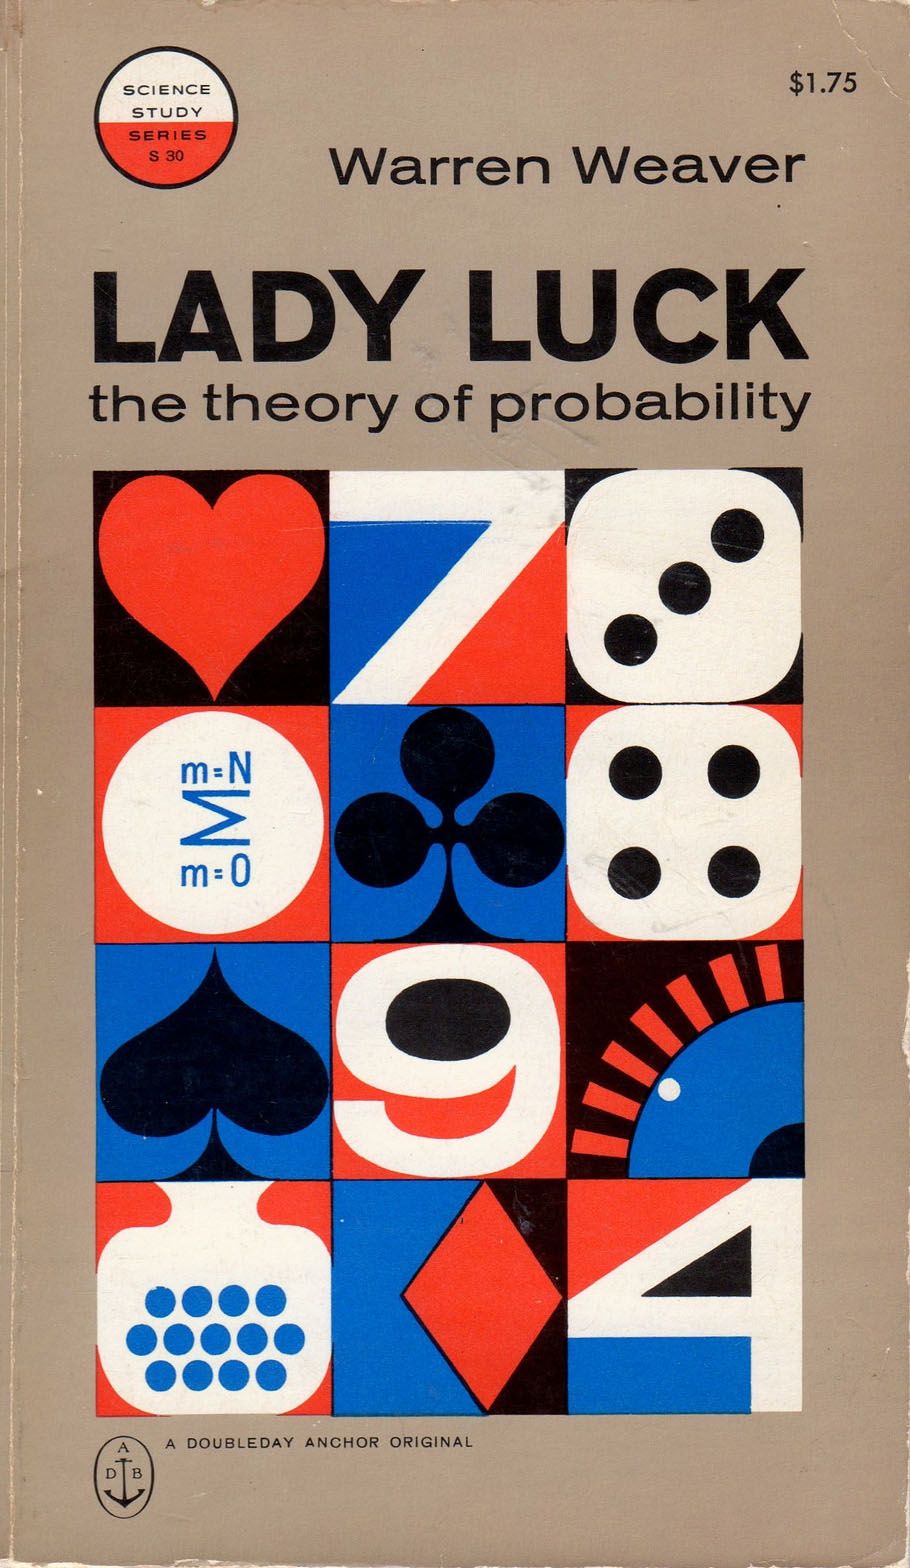 SCIENCE
STUDY
SERIES
S 30
$1.75
Warren Weaver
LADY LUCK
the theory of probability
7
m=N
Σ
m=0
9
4
A DOUBLEDAY ANCHOR ORIGINAL
A
D B